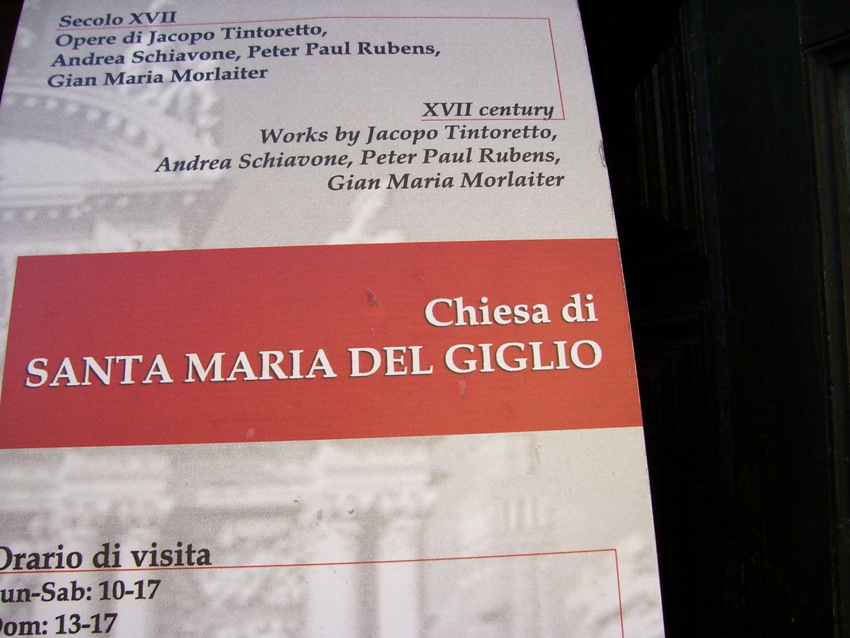 Secolo XVII
Opere di Jacopo Tintoretto,
Andrea Schiavone, Peter Paul Rubens,
Gian Maria Morlaiter
XVII century
Works by Jacopo Tintoretto,
Andrea Schiavone, Peter Paul Rubens,
Gian Maria Morlaiter
Chiesa di
SANTA MARIA DEL GIGLIO
Orario di visita
un-Sab: 10-17
Dom: 13-17